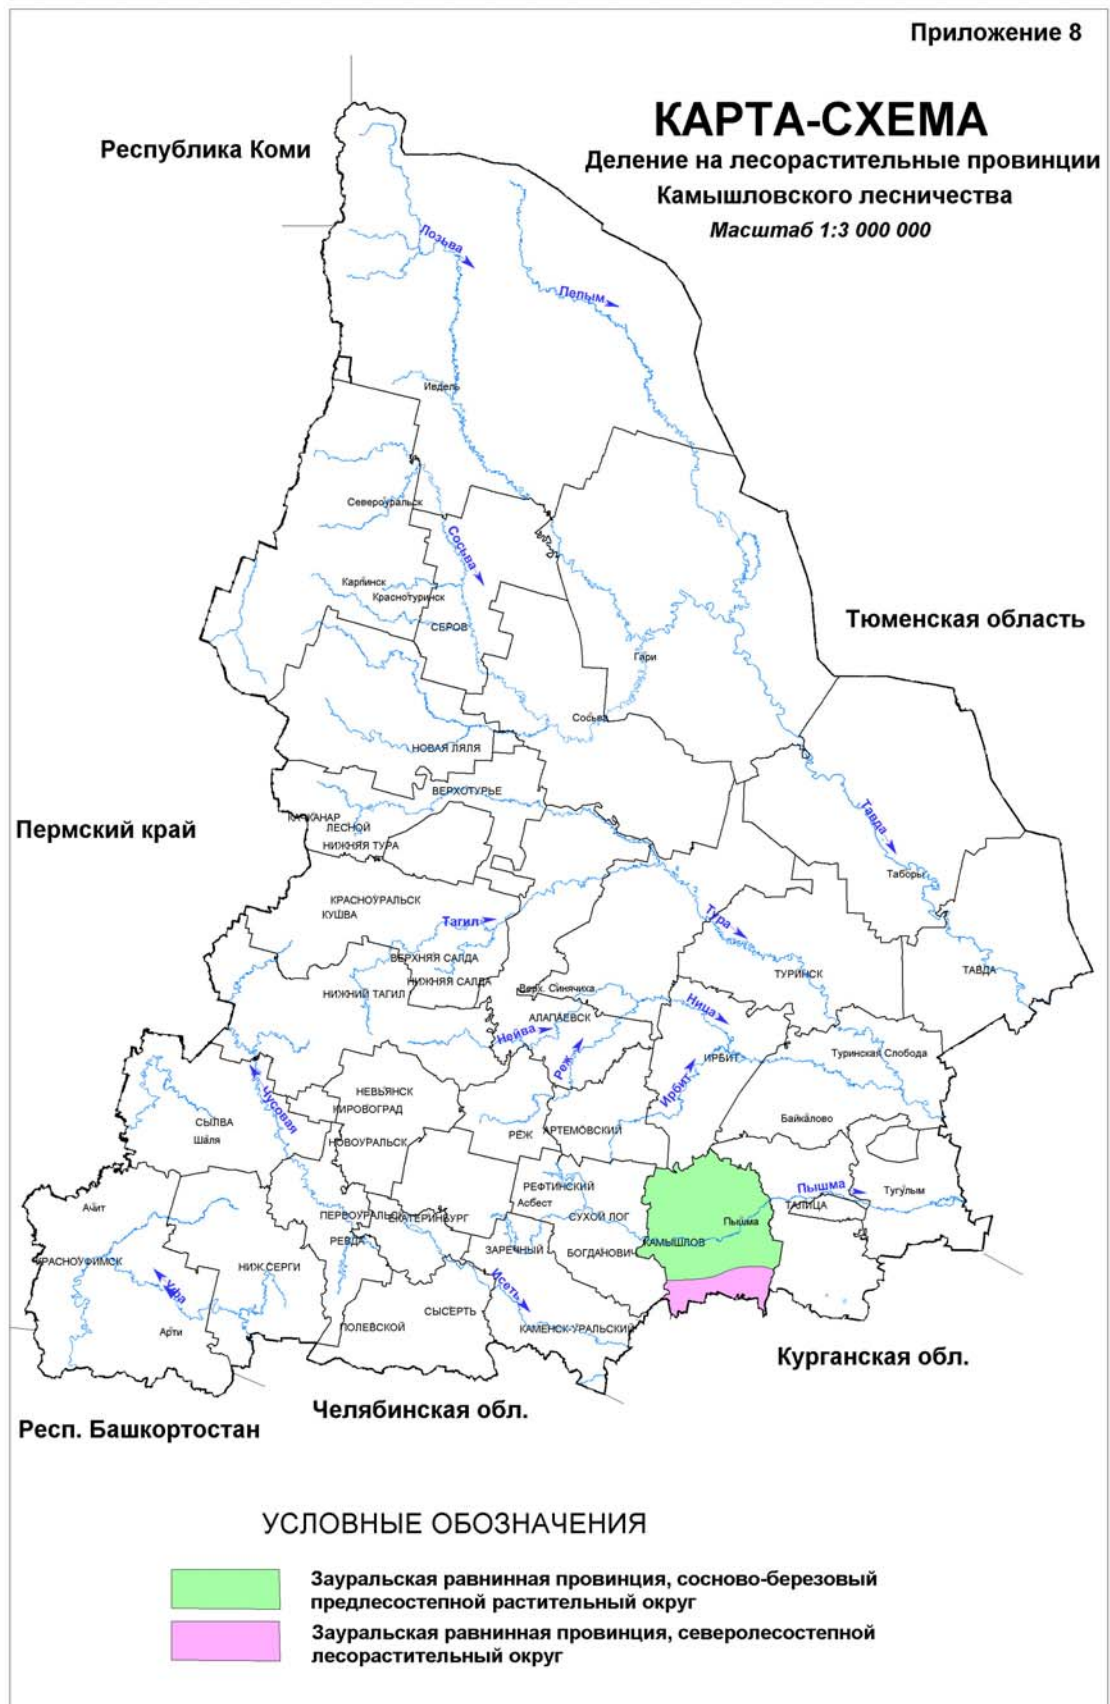 Приложение 8
КАРТА-СХЕМА
Деление на лесорастительные провинции
Камышловского лесничества
Масштаб 1:3 000 000
Республика Коми
Лозьва
Пелым
Ивдель
Североуральск
Сосьва
Карпинск
Краснотуринск
СЕРОВ
Тюменская область
Гари
Сосьва
НОВАЯ ЛЯЛЯ
ВЕРХОТУРЬЕ
Пермский край
КАЧКАНАР
ЛЕСНОЙ
НИЖНЯЯ ТУРА
Тавда
Таборы
КРАСНОУРАЛЬСК
КУШВА
Тагил
Тура
ВЕРХНЯЯ САЛДА
НИЖНЯЯ САЛДА
НИЖНИЙ ТАГИЛ
Верх. Синячиха
ТУРИНСК
ТАВДА
АЛАПАЕВСК
Ница
Нейва
Реж
ИРБИТ
Ирбит
Туринская Слобода
Чусовая
НЕВЬЯНСК
КИРОВОГРАД
СЫЛВА
Шаля
НОВОУРАЛЬСК
РЕЖ
АРТЕМОВСКИЙ
Байкалово
Ачит
РЕФТИНСКИЙ
Асбест
Пышма
Тугулым
ТАЛИЦА
ПЕРВОУРАЛЬСК
ЕКАТЕРИНБУРГ
СУХОЙ ЛОГ
Пышма
РЕВДА
ЗАРЕЧНЫЙ
БОГДАНОВИЧ
КАМЫШЛОВ
КРАСНОУФИМСК
НИЖ.СЕРГИ
Уфа
Исеть
СЫСЕРТЬ
Арти
ПОЛЕВСКОЙ
КАМЕНСК-УРАЛЬСКИЙ
Курганская обл.
Челябинская обл.
Респ. Башкортостан
УСЛОВНЫЕ ОБОЗНАЧЕНИЯ
Зауральская равнинная провинция, сосново-березовый
предлесостепной растительный округ
Зауральская равнинная провинция, северолесостепной
лесорастительный округ